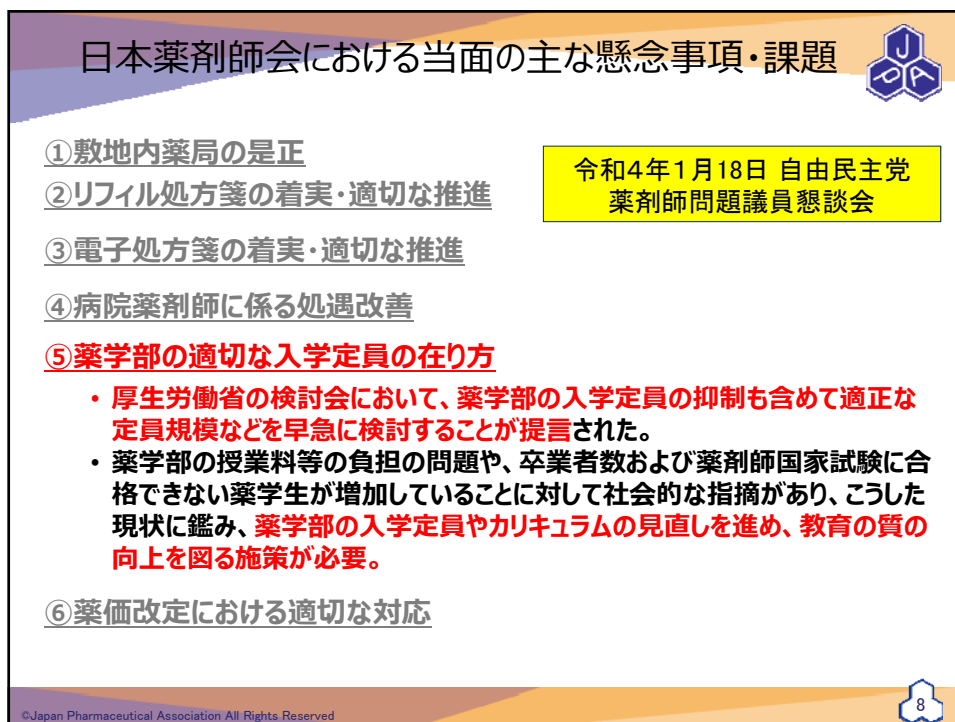 日本薬剤師会における当面の主な懸念事項・課題
J
P A
①敷地内薬局の是正
令和4年1月18日 自由民主党
薬剤師問題議員懇談会
②リフィル処方箋の着実・適切な推進
③電子処方箋の着実・適切な推進
④病院薬剤師に係る処遇改善
⑤薬学部の適切な入学定員の在り方
• 厚生労働省の検討会において、薬学部の入学定員の抑制も含めて適正な
定員規模などを早急に検討することが提言された。
• 薬学部の授業料等の負担の問題や、卒業者数および薬剤師国家試験に合
格できない薬学生が増加していることに対して社会的な指摘があり、こうした
現状に鑑み、薬学部の入学定員やカリキュラムの見直しを進め、教育の質の
向上を図る施策が必要。
⑥薬価改定における適切な対応
©Japan Pharmaceutical Association All Rights Reserved
8